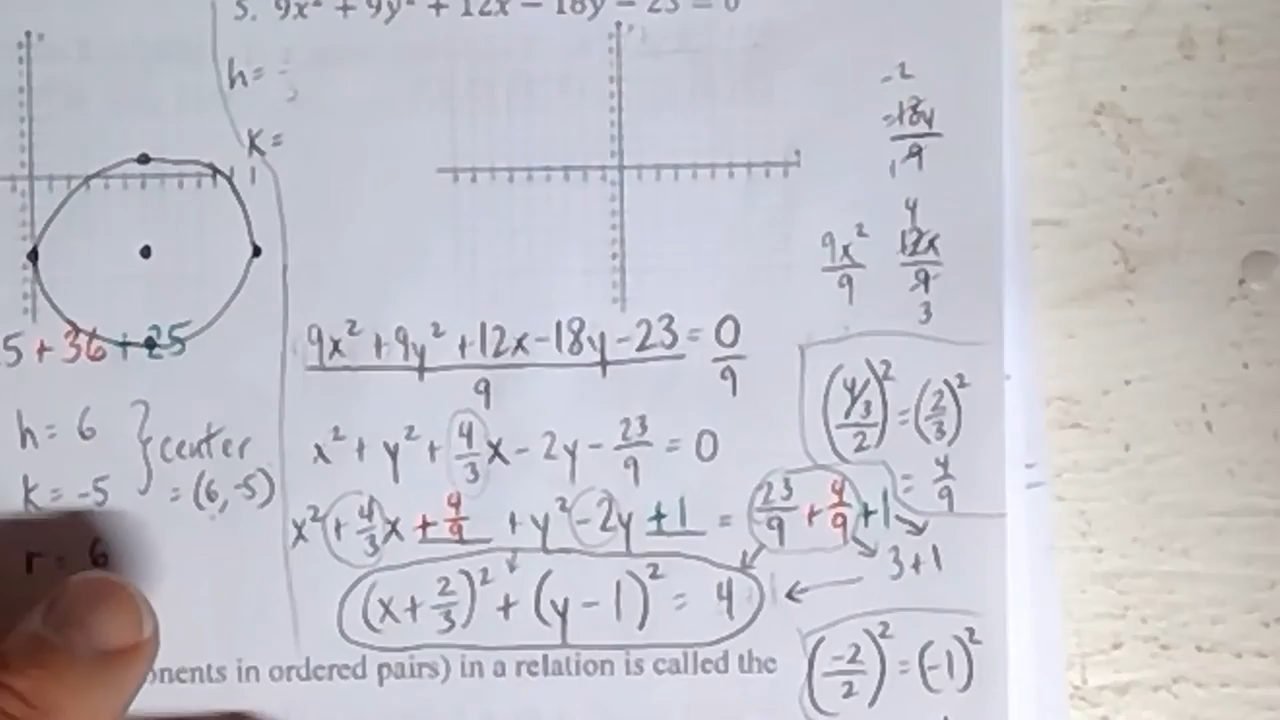 5. 9x² + 9y² + 12x − 18y − 23 = 0
h =
K =
-2
-18y
9
1
4
9x²
9
12x
9
3
5 + 36 + 25
9x² + 9y² + 12x − 18y − 23 = 0
9
9
h = 6
K = -5
} center
= (6, -5)
r = 6
x² + y² + 4/3 x − 2y − 23/9 = 0
x² + 4/3 x + 4/9 + y² − 2y + 1 = 23/9 + 4/9 + 1
3 + 1
(x + 2/3)² + (y − 1)² = 4
((4/3)/2)² = (2/3)²
= 4/9
(-2/2)² = (-1)²
onents in ordered pairs) in a relation is called the